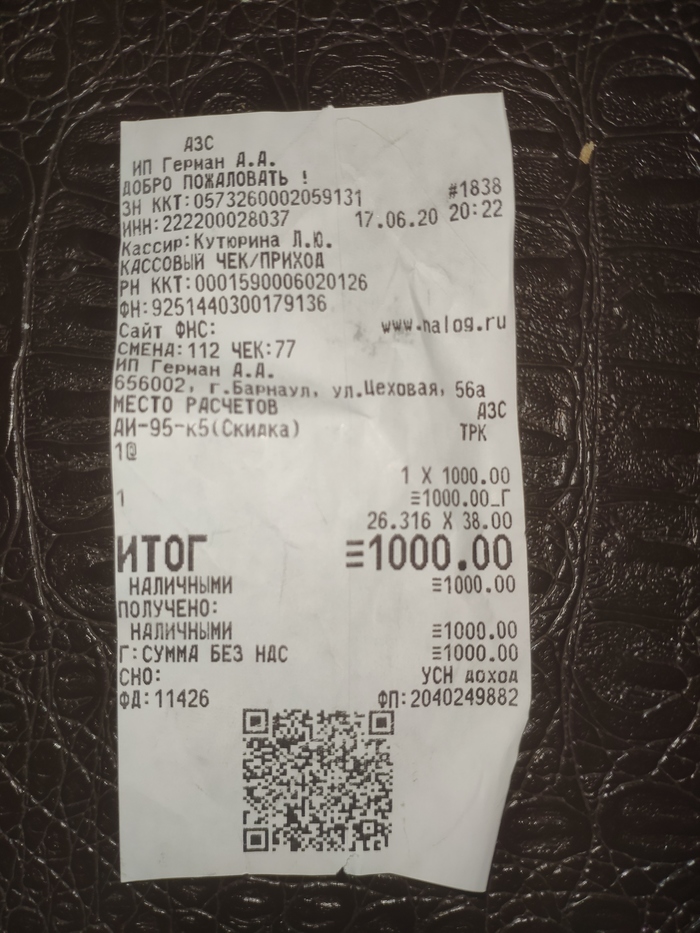 АЗС
ИП Герман А.А.
ДОБРО ПОЖАЛОВАТЬ !
ЗН ККТ:0573260002059131 #1838
ИНН:222200028037 17.06.20 20:22
Кассир:Кутюрина Л.Ю.
КАССОВЫЙ ЧЕК/ПРИХОД
РН ККТ:0001590006020126
ФН:9251440300179136
Сайт ФНС: www.nalog.ru
СМЕНА:112 ЧЕК:77
ИП Герман А.А.
656002, г.Барнаул, ул.Цеховая, 56а
МЕСТО РАСЧЕТОВ АЗС
АИ-95-к5(Скидка) ТРК
1@
1 X 1000.00
1 ≡1000.00_Г
26.316 X 38.00
ИТОГ ≡1000.00
НАЛИЧНЫМИ ≡1000.00
ПОЛУЧЕНО:
НАЛИЧНЫМИ ≡1000.00
Г:СУММА БЕЗ НДС ≡1000.00
СНО: УСН доход
ФД:11426 ФП:2040249882